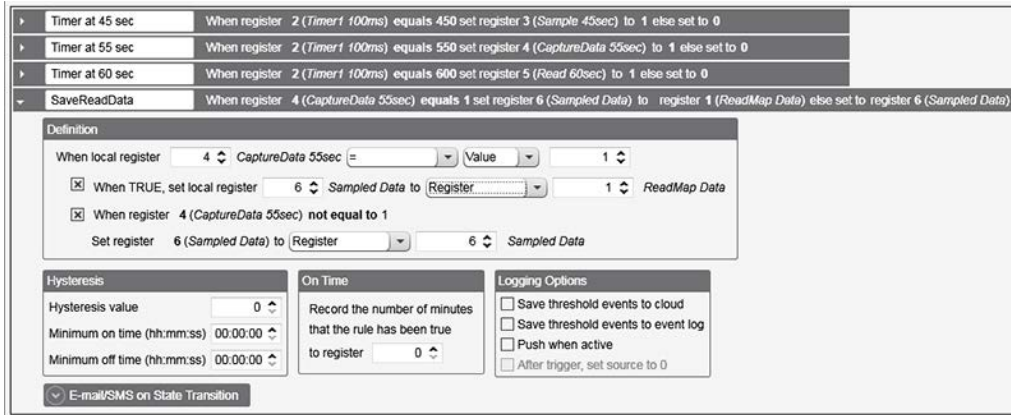 Timer at 45 sec When register 2 (Timer1 100ms) equals 450 set register 3 (Sample 45sec) to 1 else set to 0
Timer at 55 sec When register 2 (Timer1 100ms) equals 550 set register 4 (CaptureData 55sec) to 1 else set to 0
Timer at 60 sec When register 2 (Timer1 100ms) equals 600 set register 5 (Read 60sec) to 1 else set to 0
SaveReadData When register 4 (CaptureData 55sec) equals 1 set register 6 (Sampled Data) to register 1 (ReadMap Data) else set to register 6 (Sampled Data)
Definition
When local register 4 CaptureData 55sec = Value 1
When TRUE, set local register 6 Sampled Data to Register 1 ReadMap Data
When register 4 (CaptureData 55sec) not equal to 1
Set register 6 (Sampled Data) to Register 6 Sampled Data
Hysteresis
Hysteresis value 0
Minimum on time (hh:mm:ss) 00:00:00
Minimum off time (hh:mm:ss) 00:00:00
On Time
Record the number of minutes
that the rule has been true
to register 0
Logging Options
Save threshold events to cloud
Save threshold events to event log
Push when active
After trigger, set source to 0
E-mail/SMS on State Transition